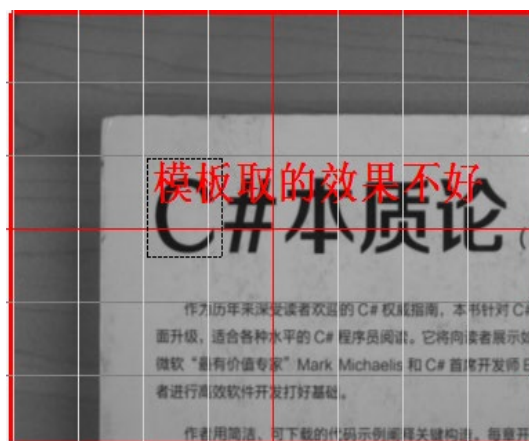 模板取的效果不好
C#本质论(
作为历年来深受读者欢迎的 C# 权威指南，本书针对 C#
面升级，适合各种水平的 C# 程序员阅读。它将向读者展示如
微软“最有价值专家”Mark Michaelis 和 C# 首席开发师 E
者进行高效软件开发打好基础。
作者用简洁、可下载的代码示例阐释关键构造，每章开